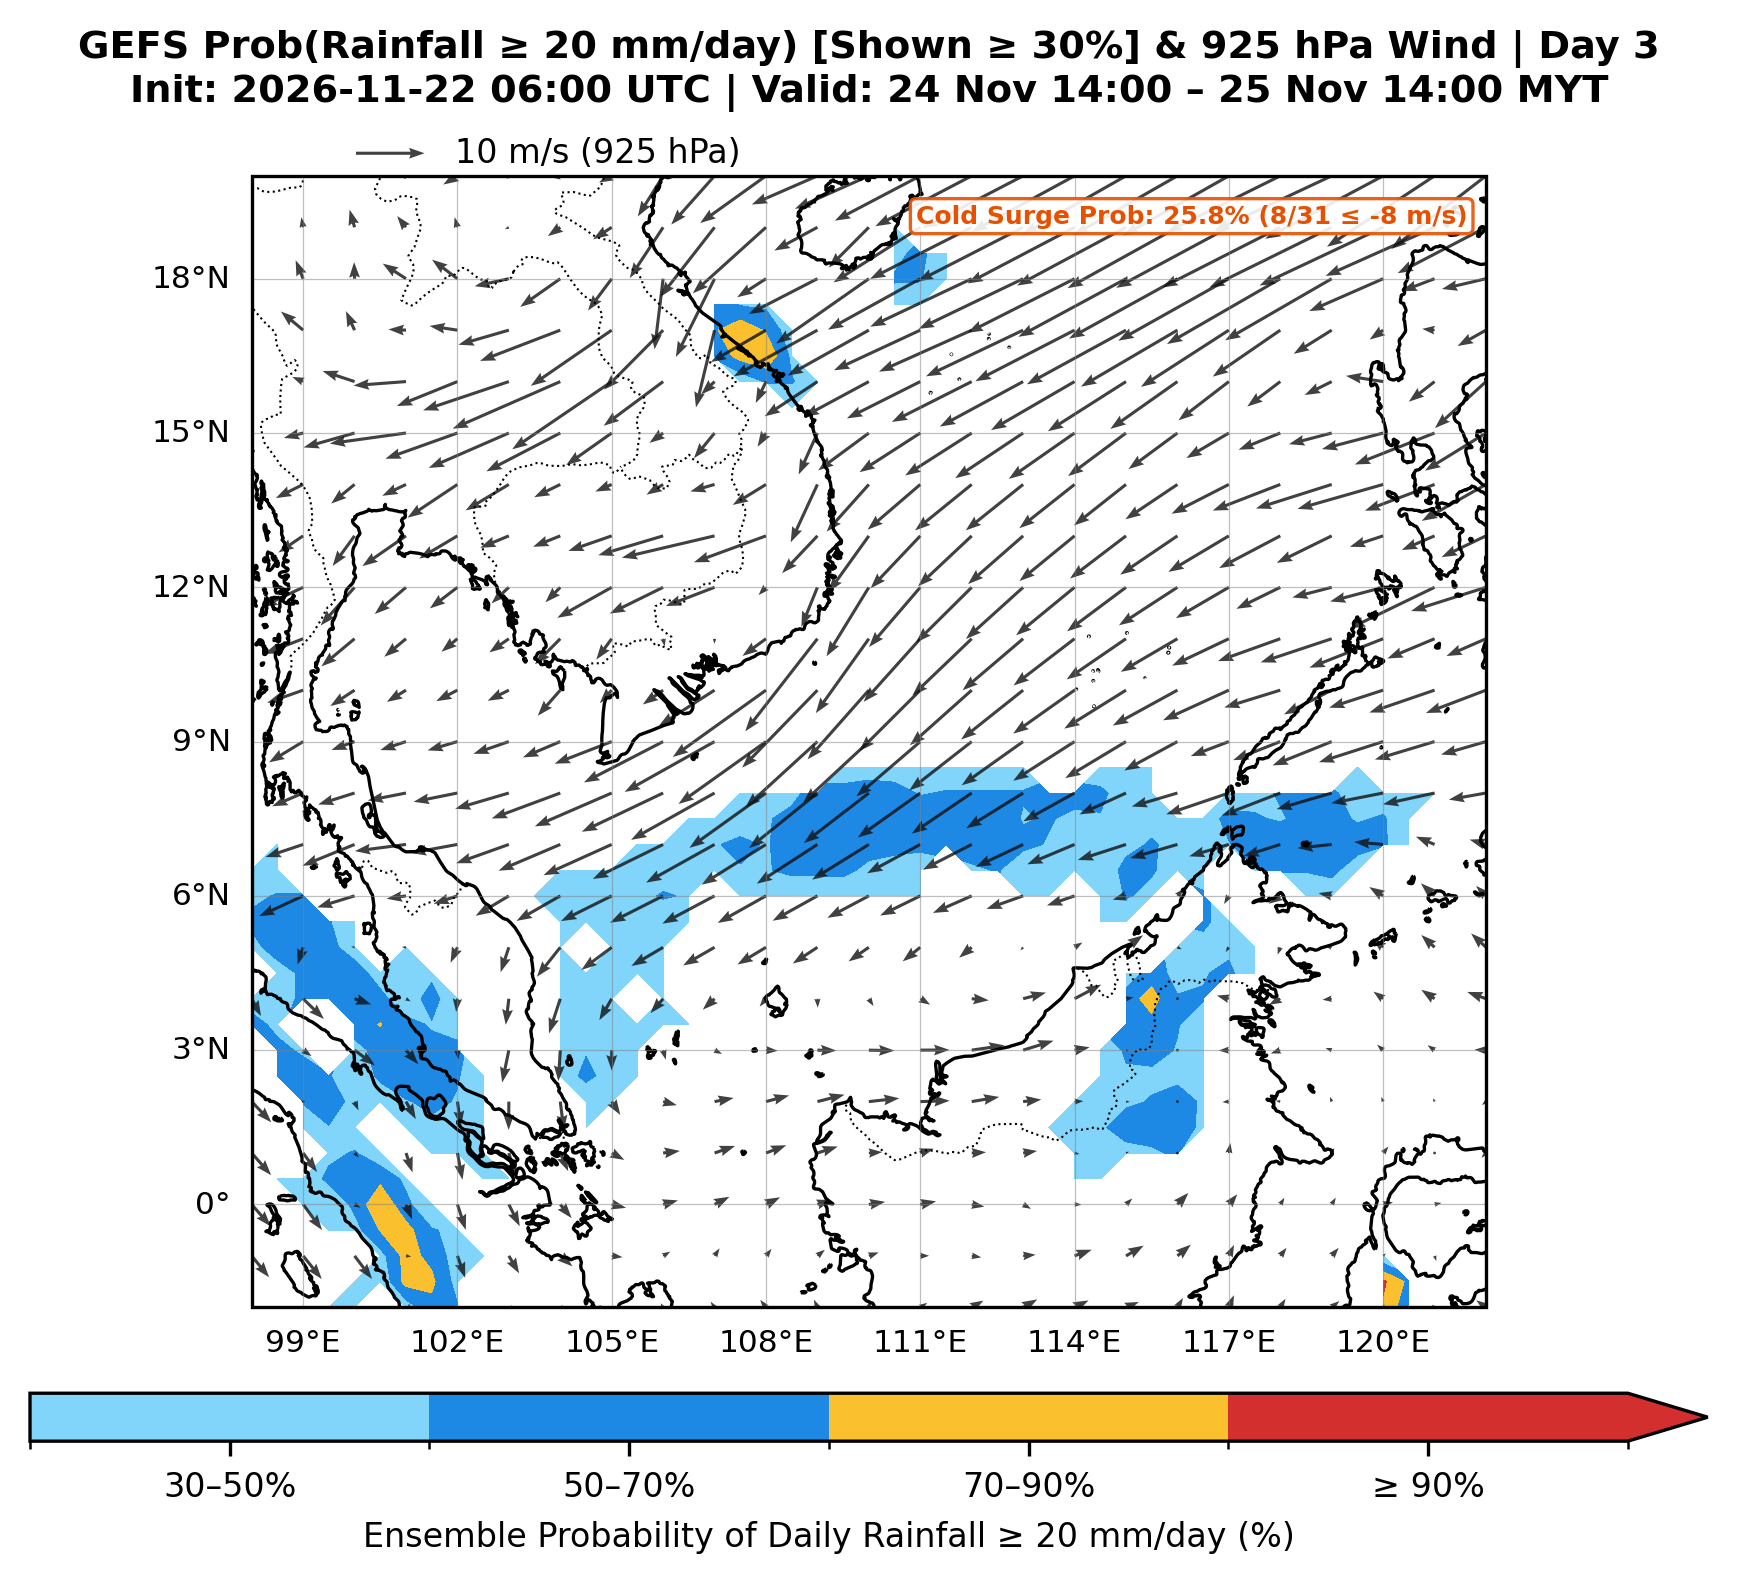 GEFS Prob(Rainfall ≥ 20 mm/day) [Shown ≥ 30%] & 925 hPa Wind | Day 3
Init: 2026-11-22 06:00 UTC | Valid: 24 Nov 14:00 – 25 Nov 14:00 MYT
10 m/s (925 hPa)
Cold Surge Prob: 25.8% (8/31 ≤ -8 m/s)
18°N
15°N
12°N
9°N
6°N
3°N
0°
99°E 102°E 105°E 108°E 111°E 114°E 117°E 120°E
30–50% 50–70% 70–90% ≥ 90%
Ensemble Probability of Daily Rainfall ≥ 20 mm/day (%)